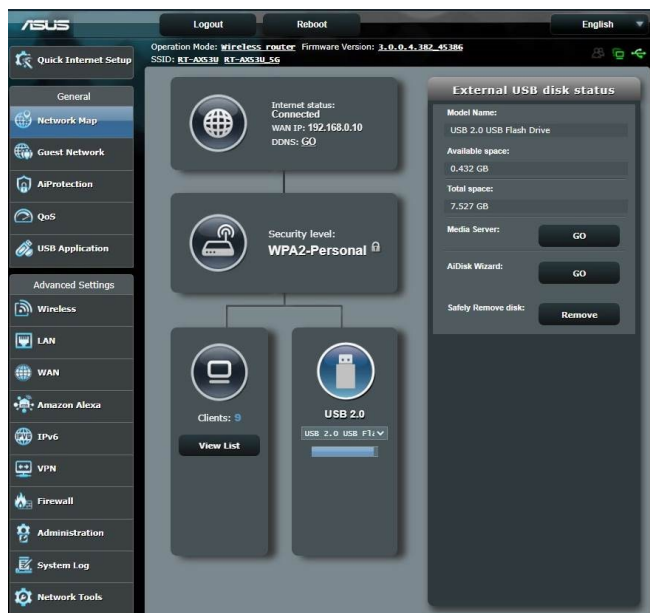 ASUS
Logout
Reboot
English
Quick Internet Setup
Operation Mode: Wireless router Firmware Version: 3.0.0.4.382_45386
SSID: RT-AX53U RT-AX53U_5G
General
Network Map
Guest Network
AiProtection
QoS
USB Application
Advanced Settings
Wireless
LAN
WAN
Amazon Alexa
IPv6
VPN
Firewall
Administration
System Log
Network Tools
Internet status:
Connected
WAN IP: 192.168.0.10
DDNS: GO
Security level:
WPA2-Personal
Clients: 9
View List
USB 2.0
USB 2.0 USB Fl
External USB disk status
Model Name:
USB 2.0 USB Flash Drive
Available space:
0.432 GB
Total space:
7.527 GB
Media Server:
GO
AiDisk Wizard:
GO
Safely Remove disk:
Remove